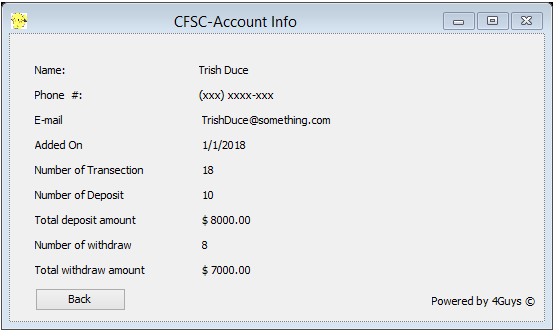 CFSC-Account Info
Name: Trish Duce
Phone #: (xxx) xxxx-xxx
E-mail TrishDuce@something.com
Added On 1/1/2018
Number of Transection 18
Number of Deposit 10
Total deposit amount $ 8000.00
Number of withdraw 8
Total withdraw amount $ 7000.00
Back
Powered by 4Guys ©